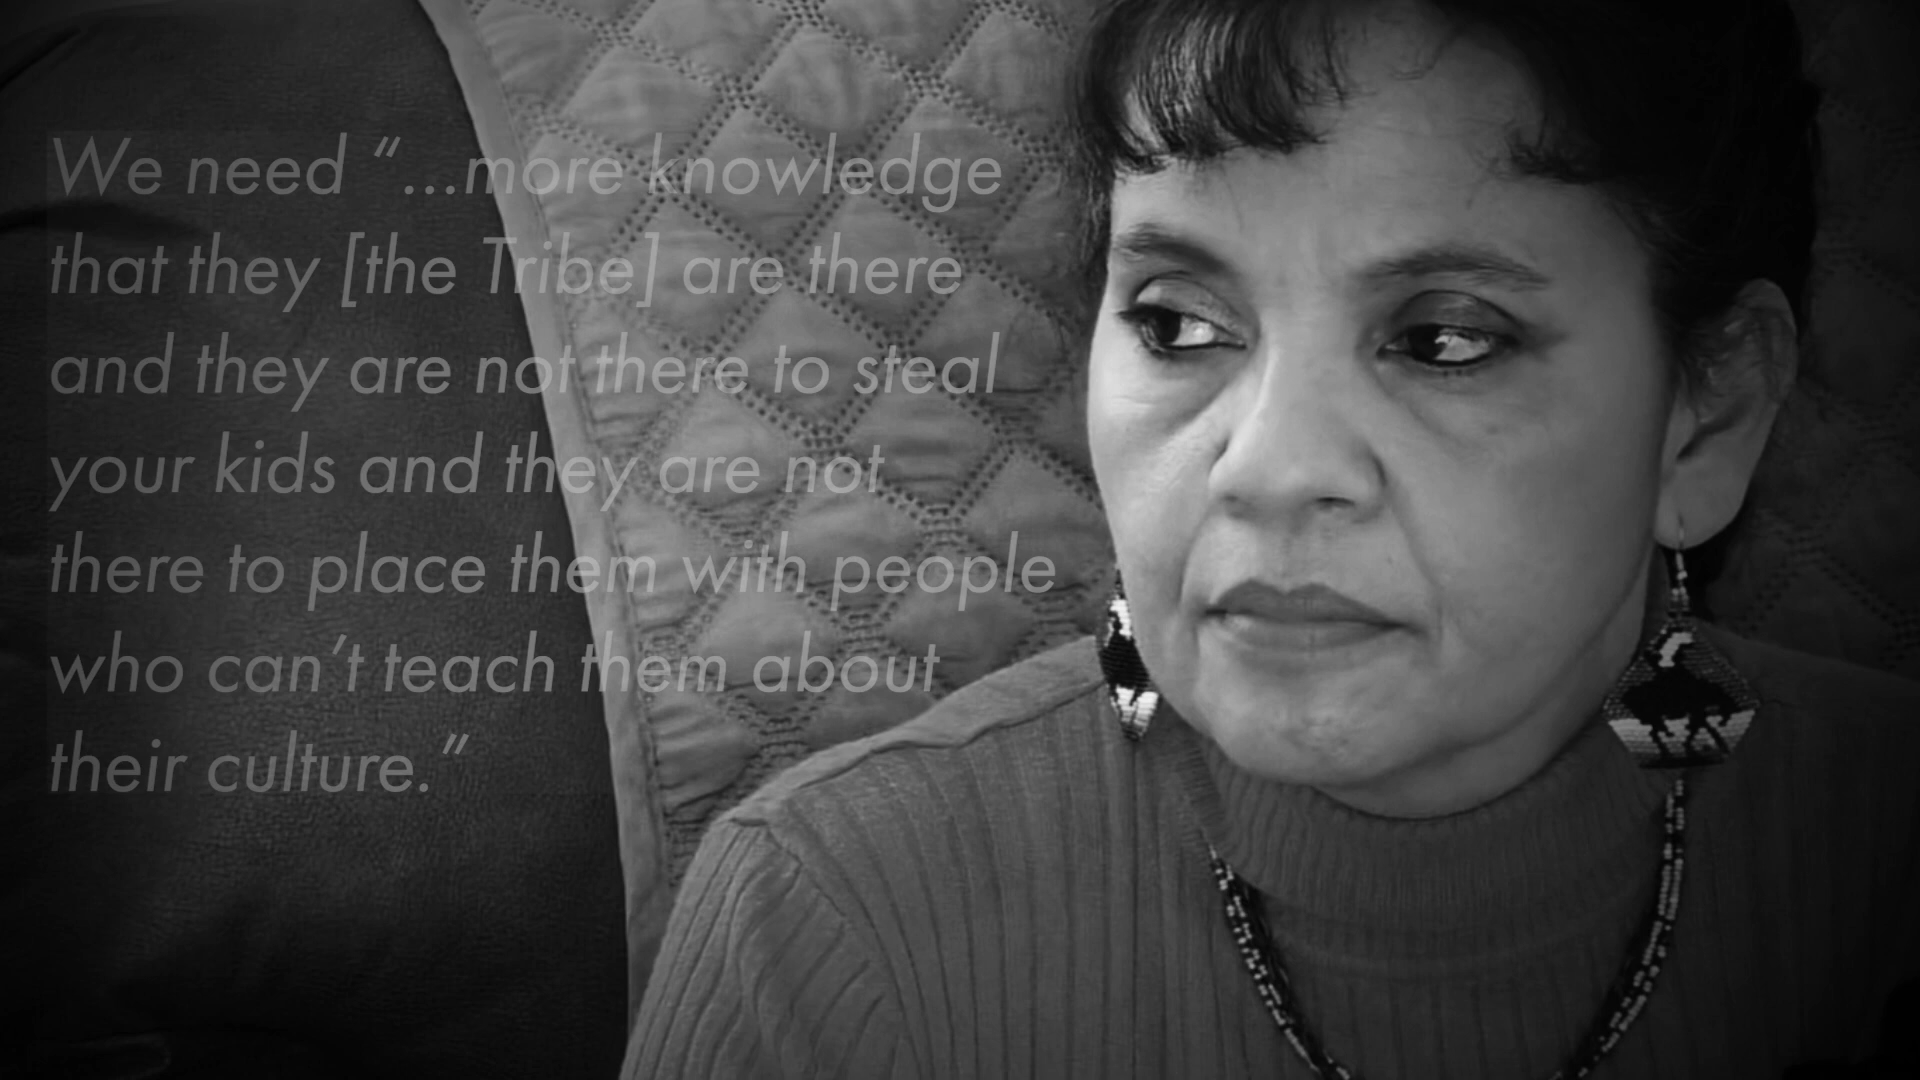 We need “...more knowledge
that they [the Tribe] are there
and they are not there to steal
your kids and they are not
there to place them with people
who can’t teach them about
their culture.”